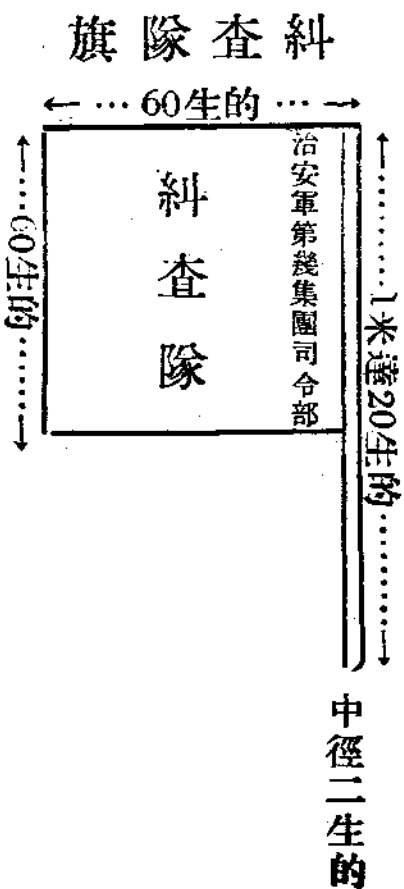 糾查隊旗
60生的
治安軍第幾集團司令部
糾查隊
60生的
1米達20生的
中徑二生的